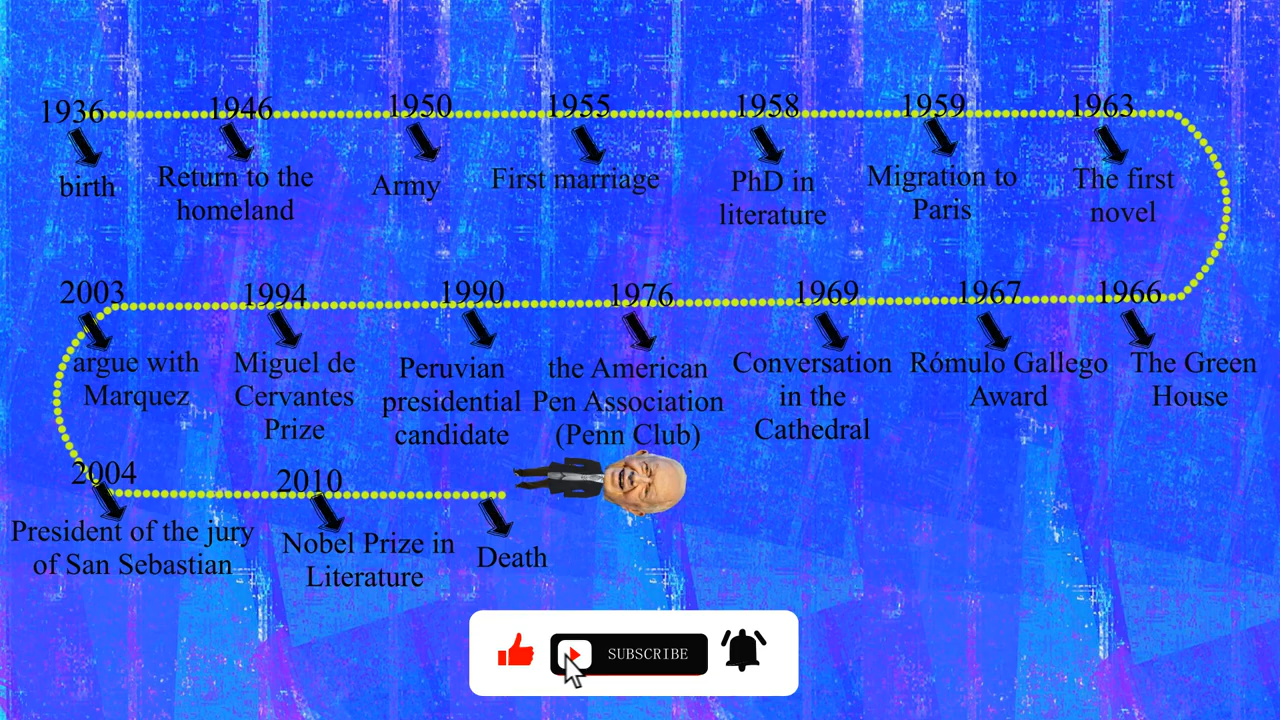 1936 1946 1950 1955 1958 1959 1963
birth
Return to the
homeland
Army
First marriage
PhD in
literature
Migration to
Paris
The first
novel
2003 1994 1990 1976 1969 1967 1966
argue with
Marquez
Miguel de
Cervantes
Prize
Peruvian
presidential
candidate
the American
Pen Association
(Penn Club)
Conversation
in the
Cathedral
Rómulo Gallego
Award
The Green
House
2004 2010
President of the jury
of San Sebastian
Nobel Prize in
Literature
Death
SUBSCRIBE